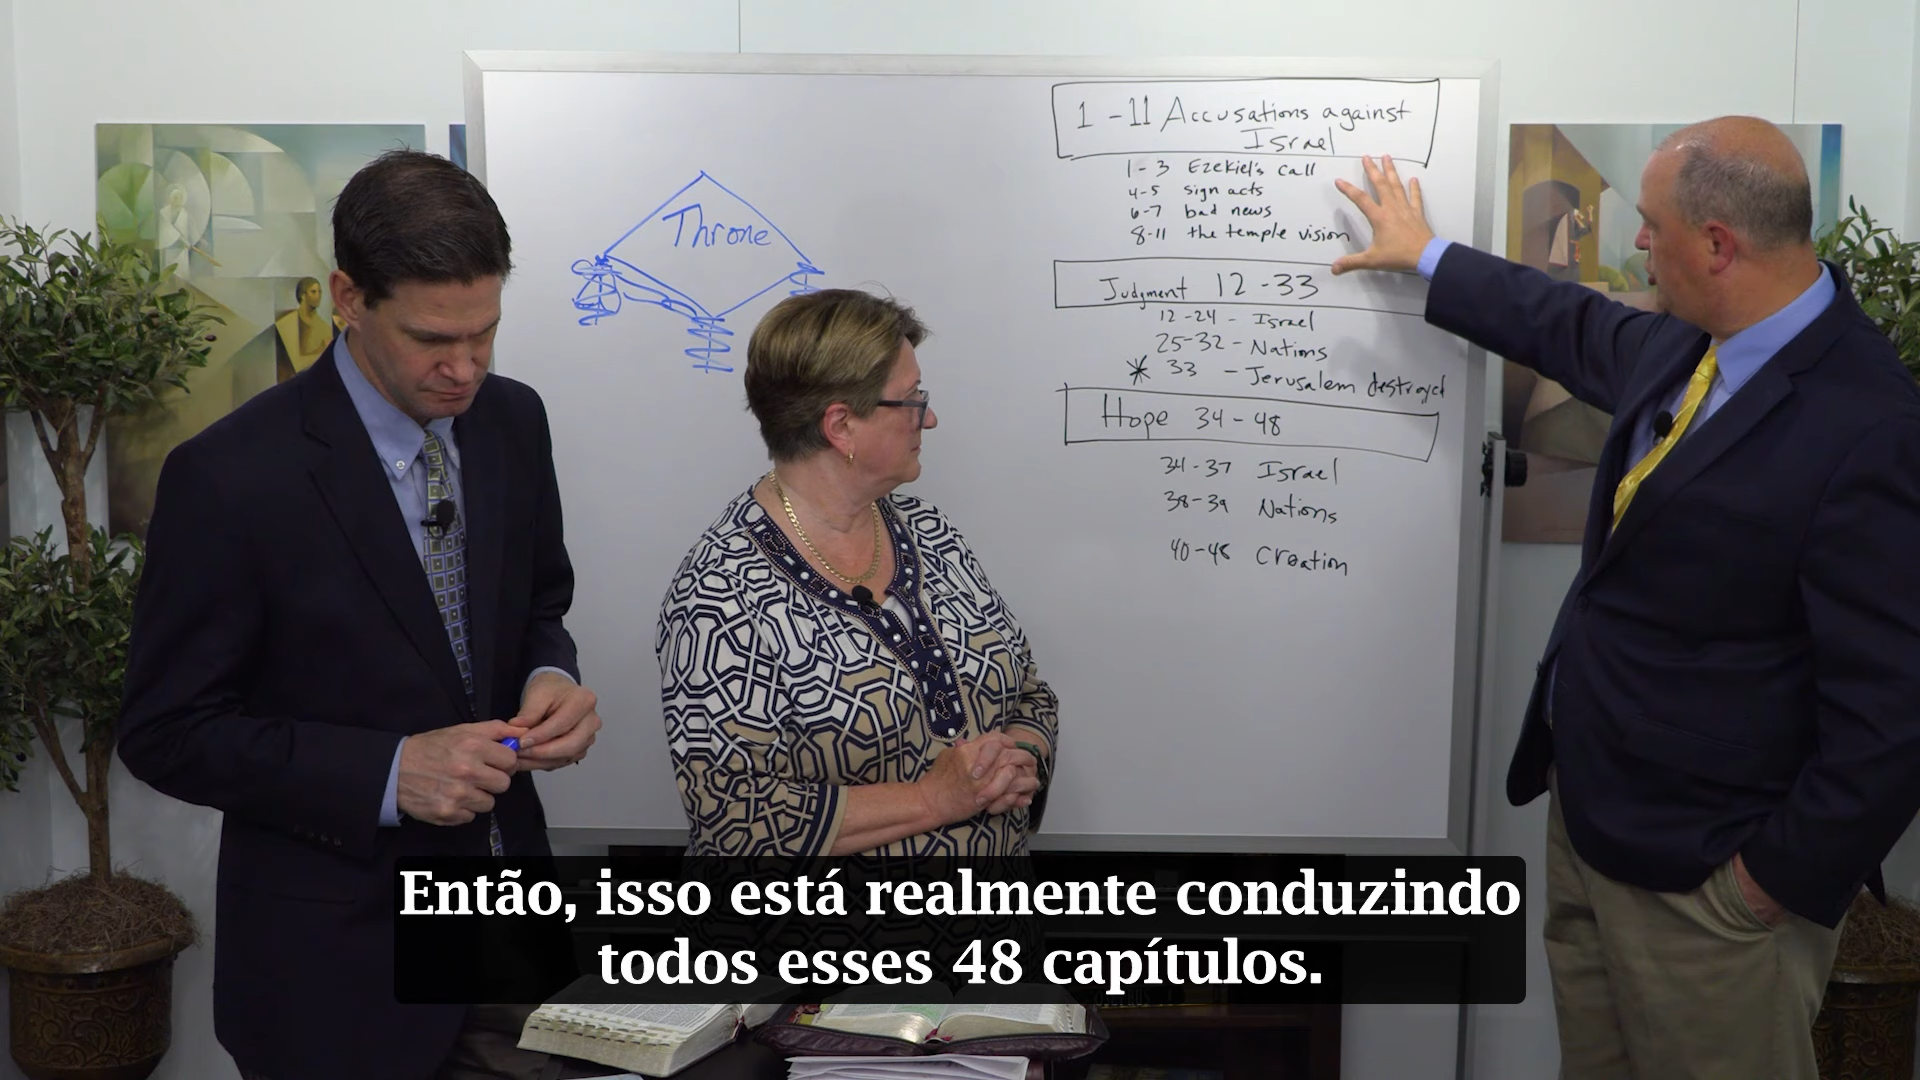 Throne
1 - 11 Accusations against
Israel
1 - 3 Ezekiel's call
4-5 sign acts
6-7 bad news
8-11 the temple vision
Judgment 12-33
12-24 - Israel
25-32 - Nations
* 33 - Jerusalem destroyed
Hope 34-48
34-37 Israel
38-39 Nations
40-48 Creation
Então, isso está realmente conduzindo
todos esses 48 capítulos.